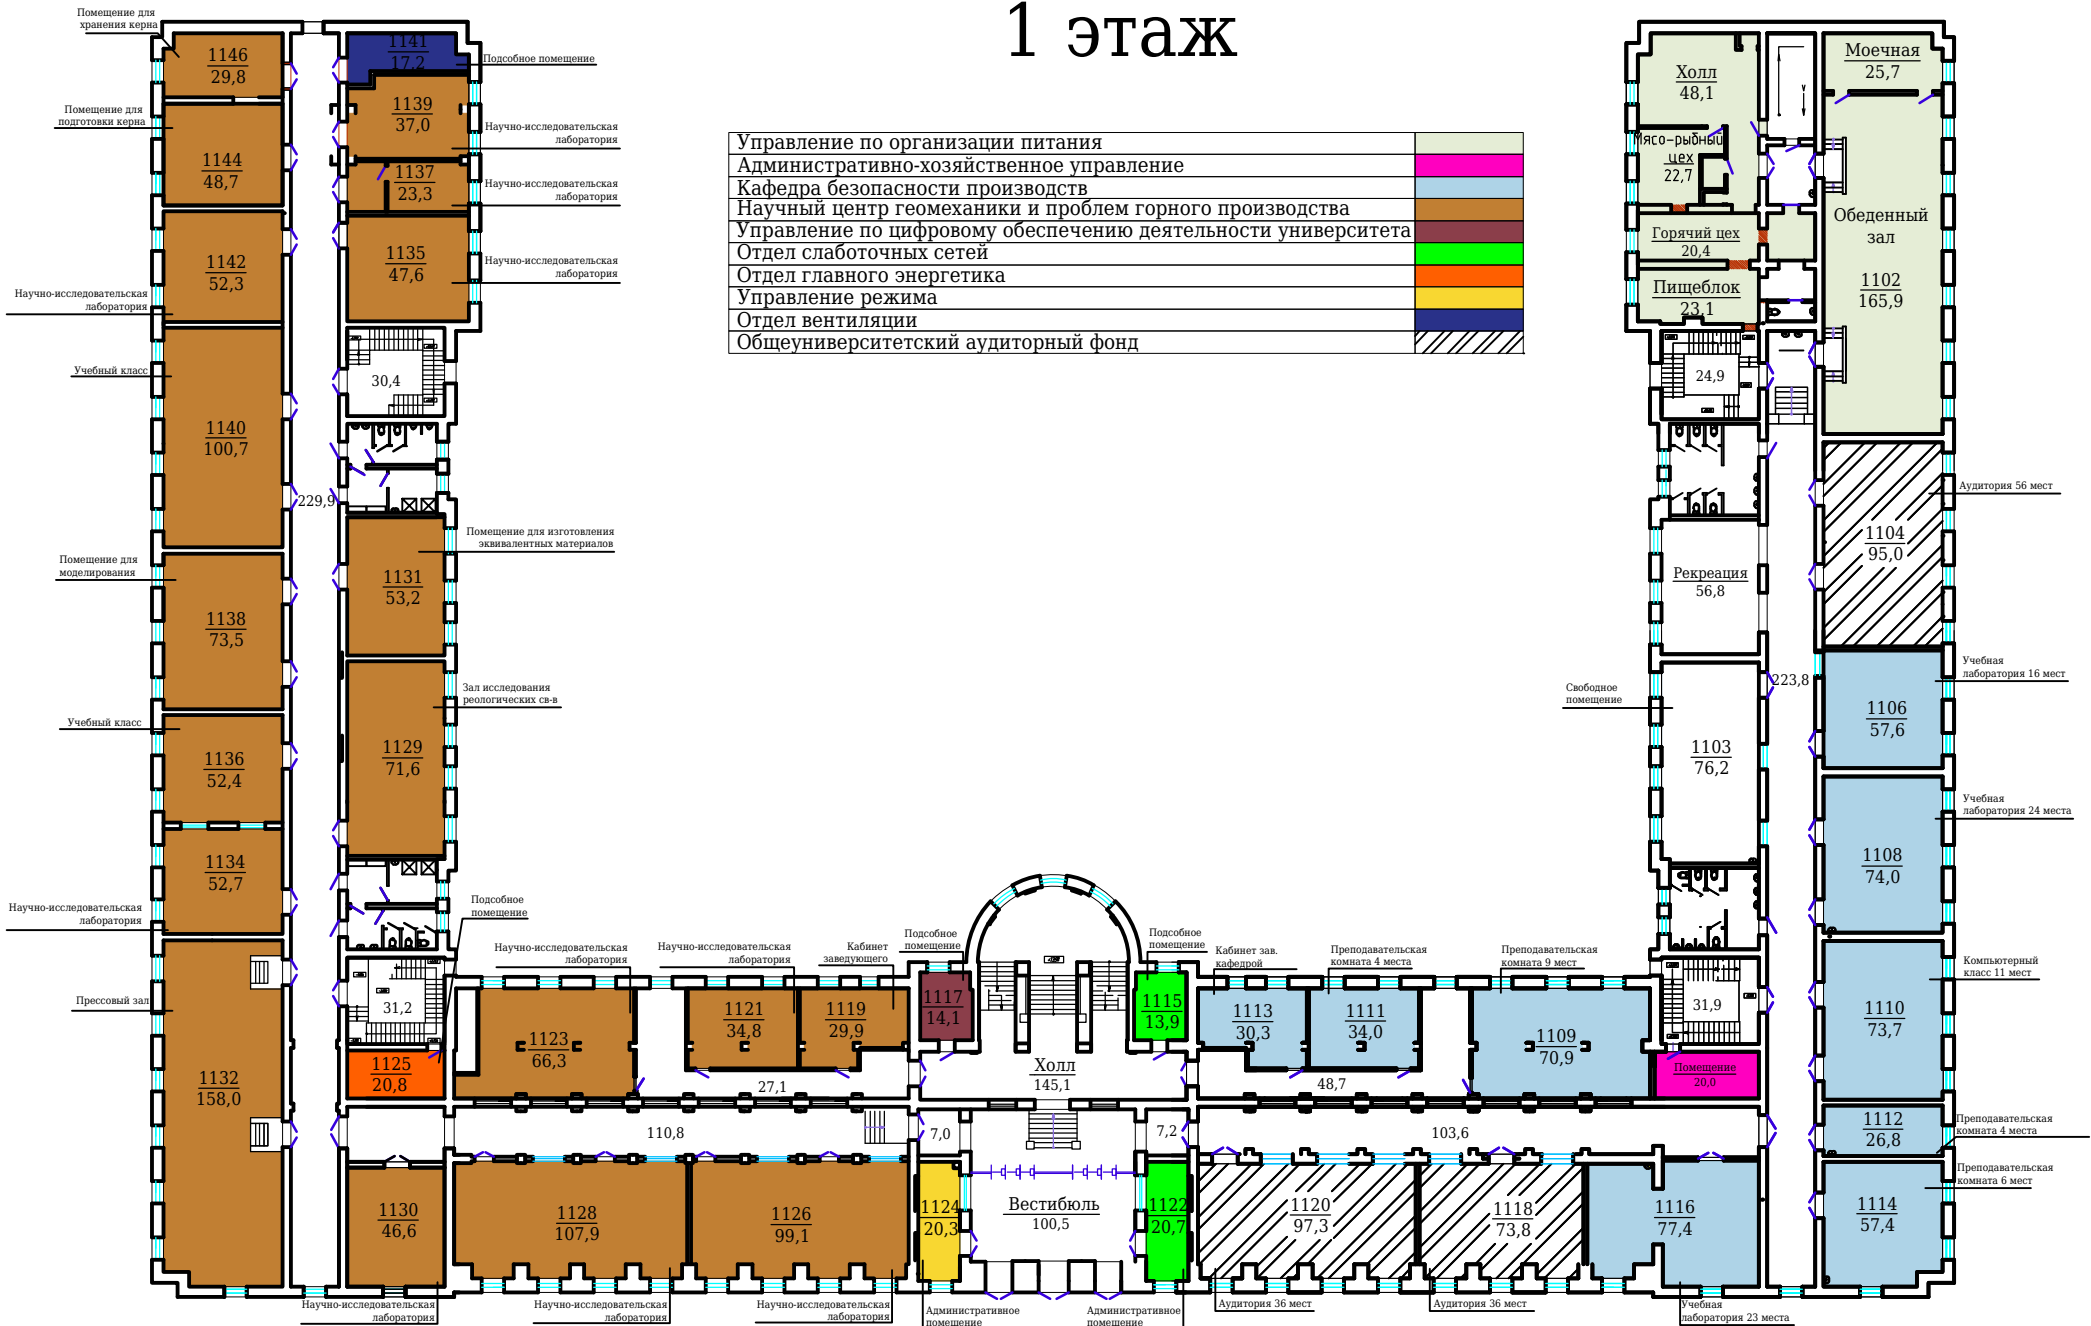 1 этаж
Управление по организации питания
Административно-хозяйственное управление
Кафедра безопасности производств
Научный центр геомеханики и проблем горного производства
Управление по цифровому обеспечению деятельности университета
Отдел слаботочных сетей
Отдел главного энергетика
Управление режима
Отдел вентиляции
Общеуниверситетский аудиторный фонд
Помещение для
хранения керна
1146
29,8
Помещение для
подготовки керна
1144
48,7
1142
52,3
Научно-исследовательская
лаборатория
Учебный класс
1140
100,7
Помещение для
моделирования
1138
73,5
Учебный класс
1136
52,4
1134
52,7
Научно-исследовательская
лаборатория
Прессовый зал
1132
158,0
229,9
1141
17,2
Подсобное помещение
1139
37,0
Научно-исследовательская
лаборатория
1137
23,3
Научно-исследовательская
лаборатория
1135
47,6
Научно-исследовательская
лаборатория
30,4
Помещение для изготовления
эквивалентных материалов
1131
53,2
Зал исследования
реологических св-в
1129
71,6
Подсобное
помещение
31,2
1125
20,8
Научно-исследовательская
лаборатория
1123
66,3
Научно-исследовательская
лаборатория
1121
34,8
Кабинет
заведующего
1119
29,9
27,1
110,8
1130
46,6
Научно-исследовательская
лаборатория
1128
107,9
Научно-исследовательская
лаборатория
1126
99,1
Научно-исследовательская
лаборатория
Подсобное
помещение
1117
14,1
Холл
145,1
7,0
7,2
1124
20,3
Административное
помещение
Вестибюль
100,5
1122
20,7
Административное
помещение
Подсобное
помещение
1115
13,9
Кабинет зав.
кафедрой
1113
30,3
Преподавательская
комната 4 места
1111
34,0
Преподавательская
комната 9 мест
1109
70,9
48,7
103,6
1120
97,3
Аудитория 36 мест
1118
73,8
Аудитория 36 мест
1116
77,4
Учебная
лаборатория 23 места
31,9
Помещение
20,0
Холл
48,1
Мясо-рыбный
цех
22,7
Горячий цех
20,4
Пищеблок
23,1
24,9
Рекреация
56,8
Свободное
помещение
1103
76,2
223,8
Моечная
25,7
Обеденный
зал
1102
165,9
Аудитория 56 мест
1104
95,0
Учебная
лаборатория 16 мест
1106
57,6
Учебная
лаборатория 24 места
1108
74,0
Компьютерный
класс 11 мест
1110
73,7
1112
26,8
Преподавательская
комната 4 места
Преподавательская
комната 6 мест
1114
57,4